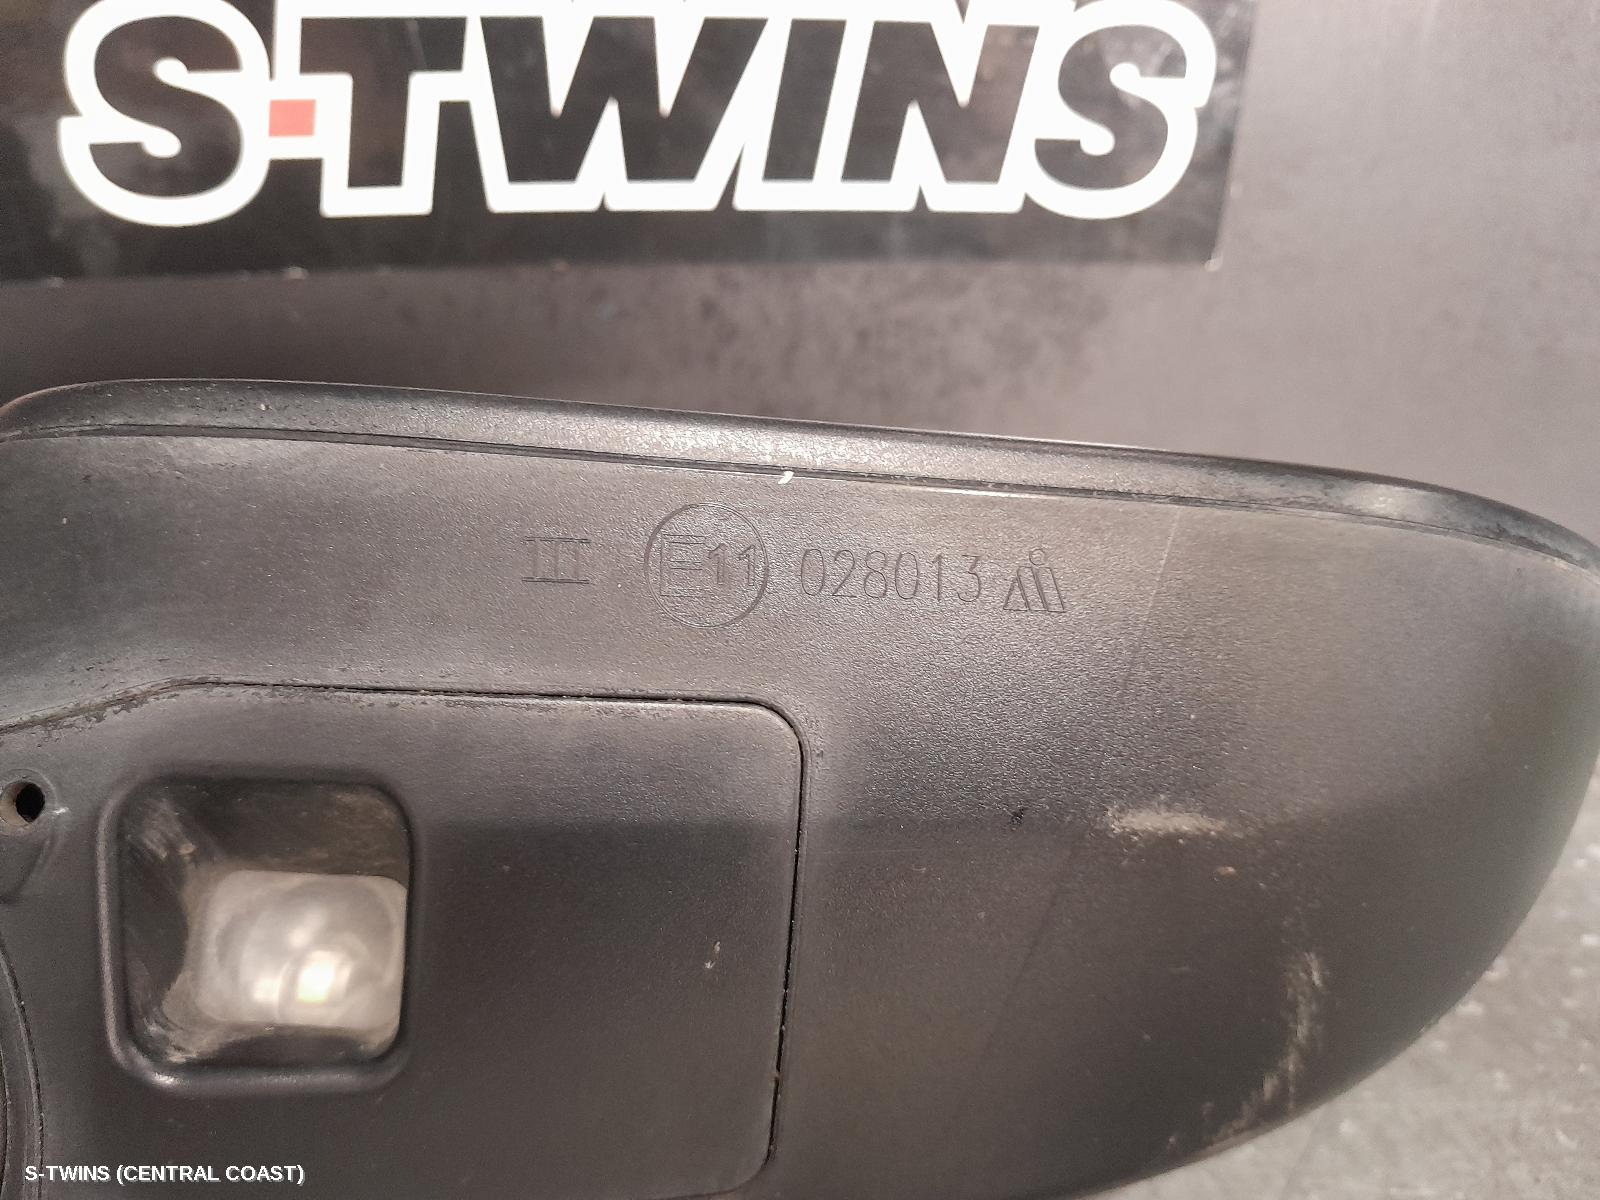 S·TWINS
III E11 028013
S-TWINS (CENTRAL COAST)